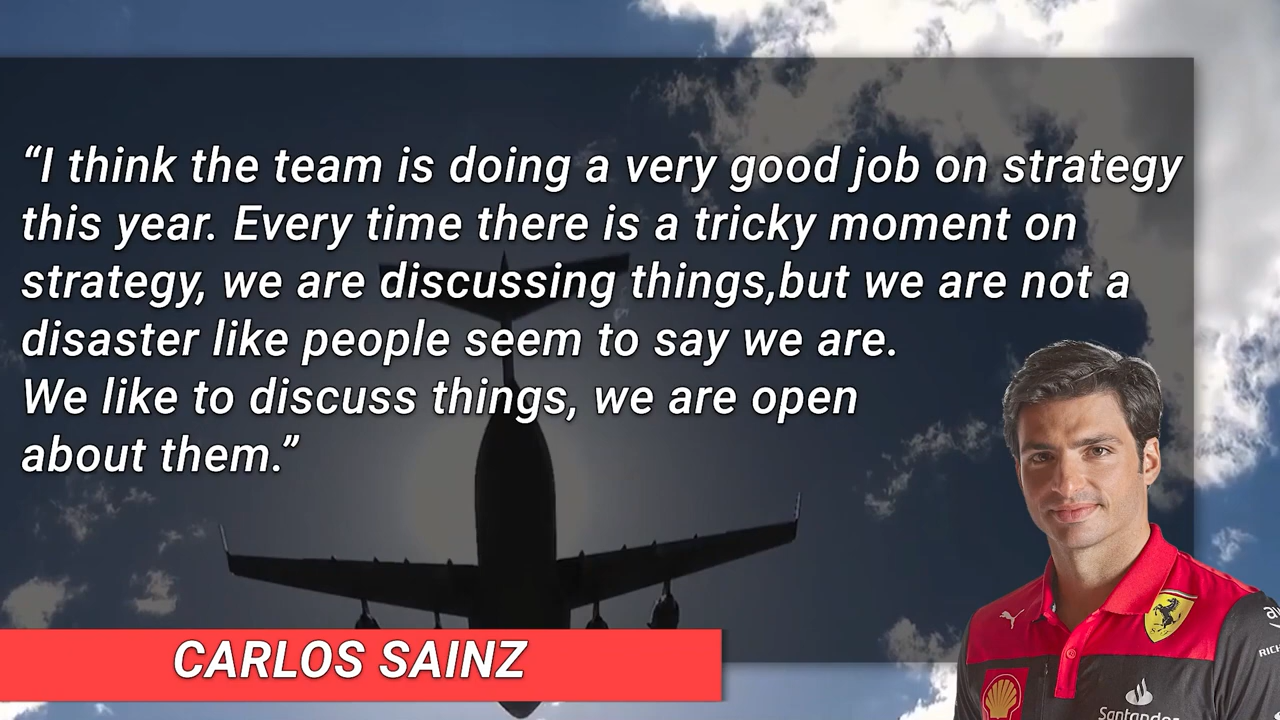 “I think the team is doing a very good job on strategy
this year. Every time there is a tricky moment on
strategy, we are discussing things,but we are not a
disaster like people seem to say we are.
We like to discuss things, we are open
about them.”
CARLOS SAINZ
Santander